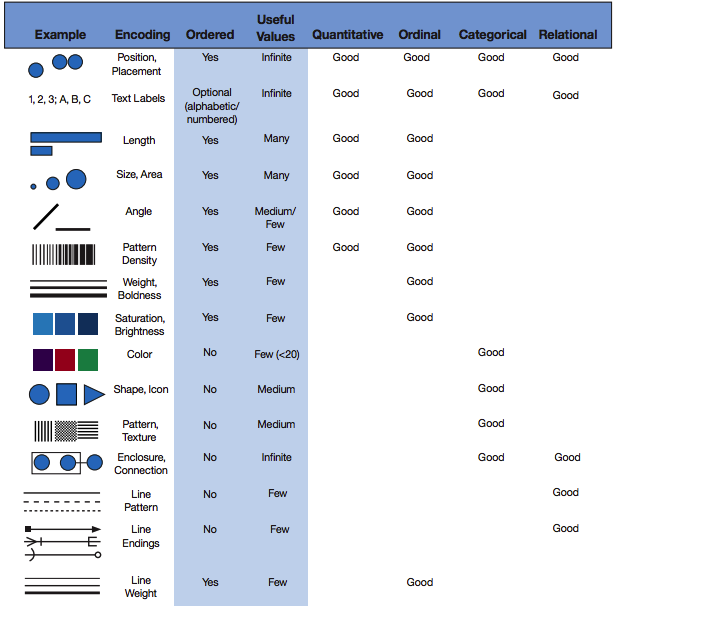 Example Encoding Ordered Useful Values Quantitative Ordinal Categorical Relational
Position, Placement Yes Infinite Good Good Good Good
1, 2, 3; A, B, C Text Labels Optional (alphabetic/ numbered) Infinite Good Good Good Good
Length Yes Many Good Good
Size, Area Yes Many Good Good
Angle Yes Medium/ Few Good Good
Pattern Density Yes Few Good Good
Weight, Boldness Yes Few Good
Saturation, Brightness Yes Few Good
Color No Few (<20) Good
Shape, Icon No Medium Good
Pattern, Texture No Medium Good
Enclosure, Connection No Infinite Good Good
Line Pattern No Few Good
Line Endings No Few Good
Line Weight Yes Few Good